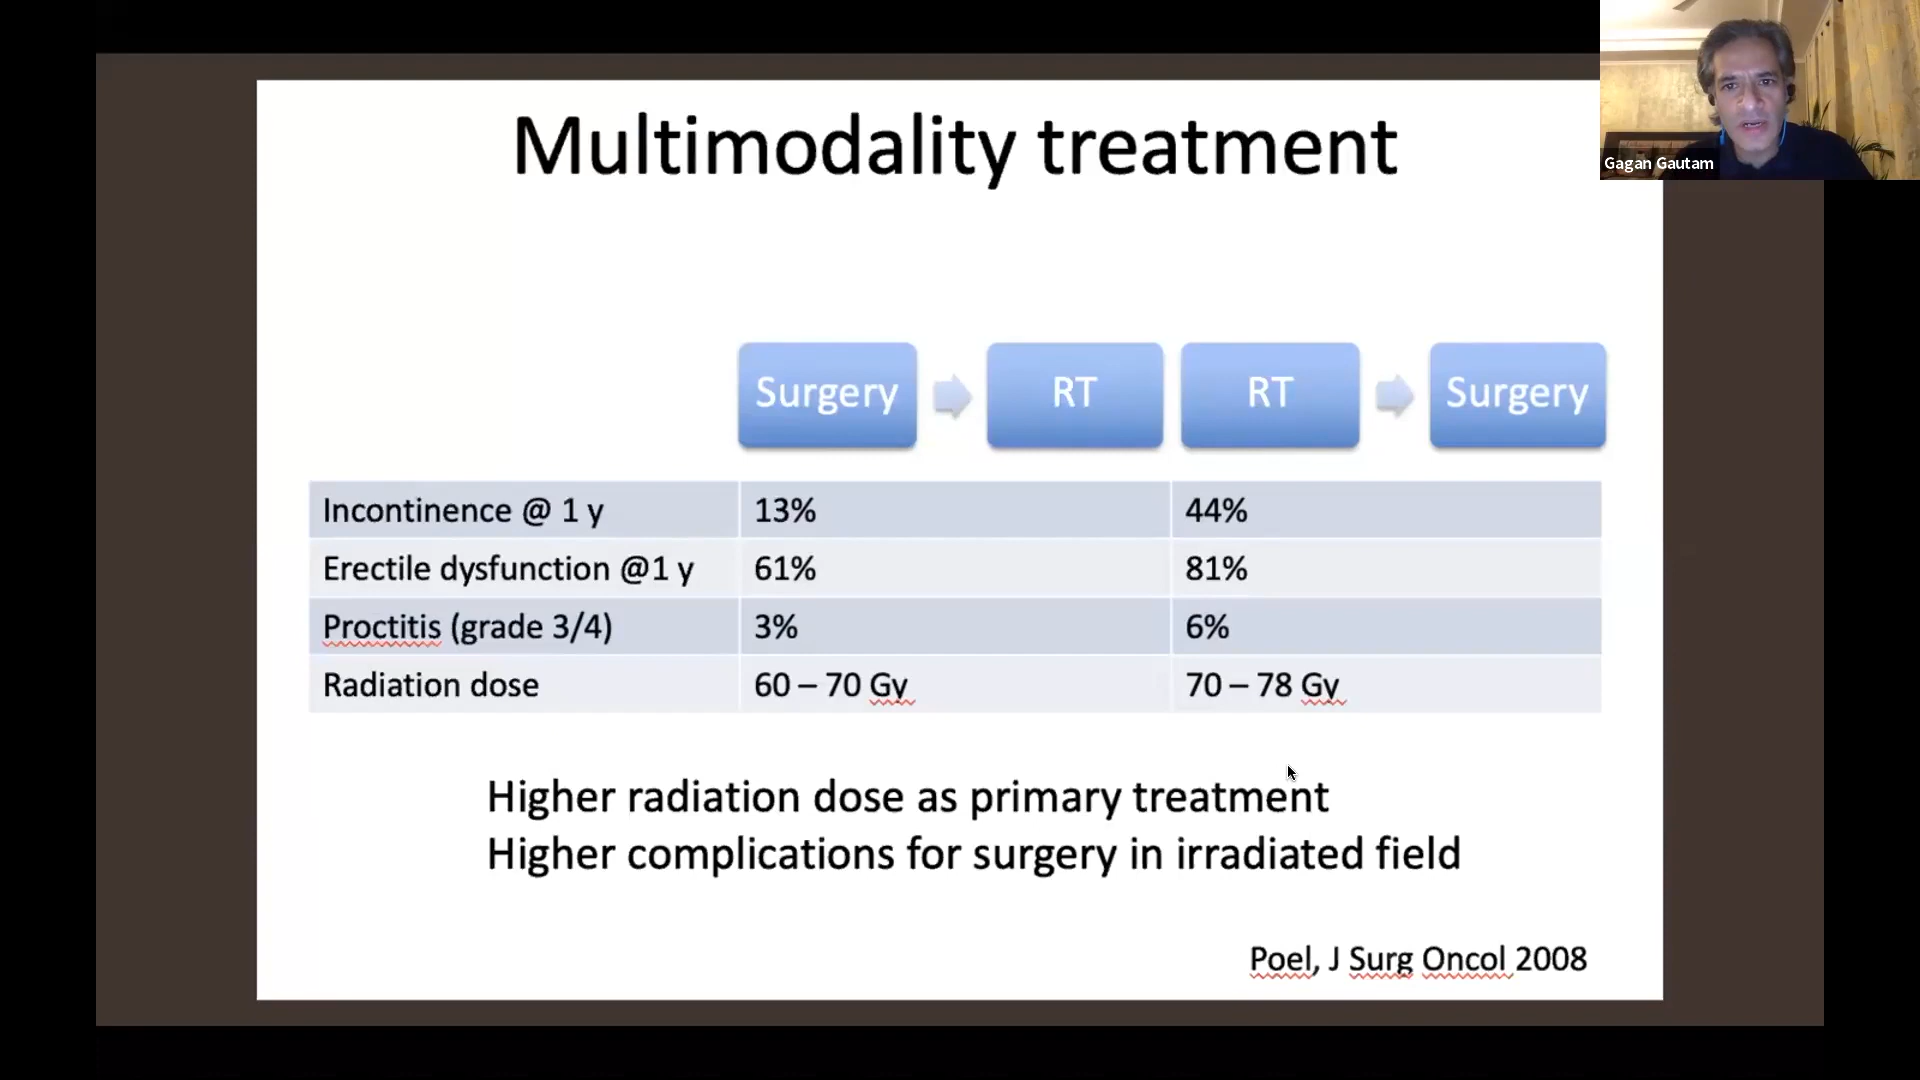 Multimodality treatment
Gagan Gautam
Surgery RT RT Surgery
Incontinence @ 1 y 13% 44%
Erectile dysfunction @1 y 61% 81%
Proctitis (grade 3/4) 3% 6%
Radiation dose 60 – 70 Gy 70 – 78 Gy
Higher radiation dose as primary treatment
Higher complications for surgery in irradiated field
Poel, J Surg Oncol 2008